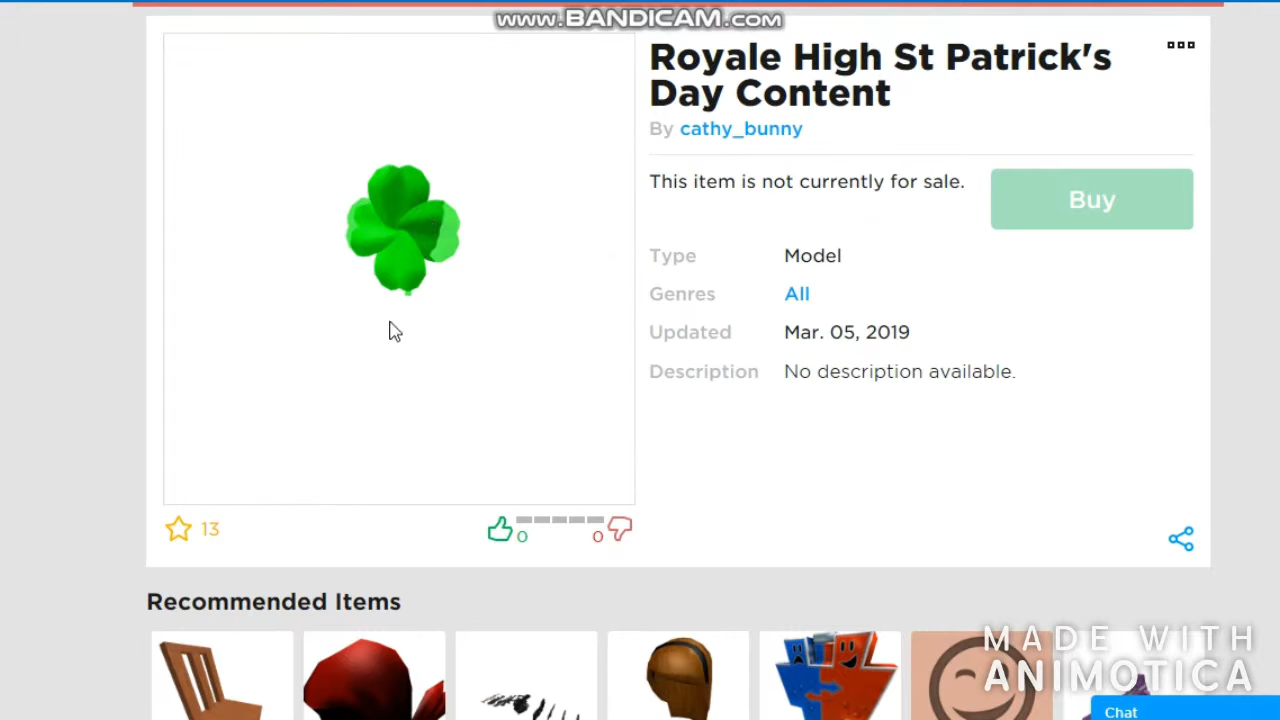 www.BANDICAM.com
Royale High St Patrick's
Day Content
By cathy_bunny
This item is not currently for sale.
Buy
Type Model
Genres All
Updated Mar. 05, 2019
Description No description available.
13
0
0
Recommended Items
MADE WITH
ANIMOTICA
Chat